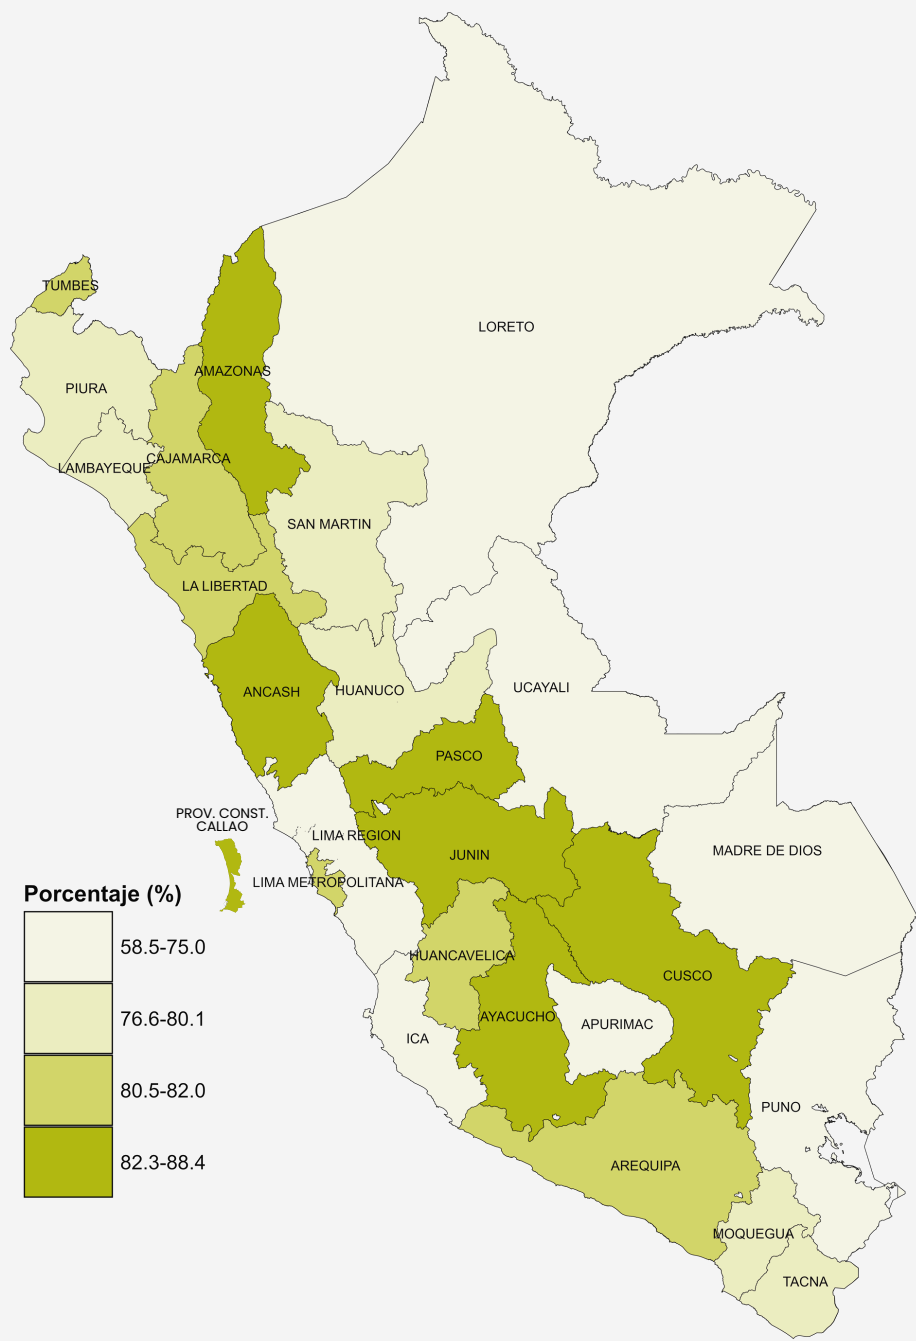 TUMBES
LORETO
AMAZONAS
PIURA
CAJAMARCA
LAMBAYEQUE
SAN MARTIN
LA LIBERTAD
ANCASH
HUANUCO
UCAYALI
PASCO
PROV. CONST.
CALLAO
LIMA REGION
JUNIN
MADRE DE DIOS
LIMA METROPOLITANA
HUANCAVELICA
CUSCO
AYACUCHO
APURIMAC
ICA
PUNO
AREQUIPA
MOQUEGUA
TACNA
Porcentaje (%)
58.5-75.0
76.6-80.1
80.5-82.0
82.3-88.4